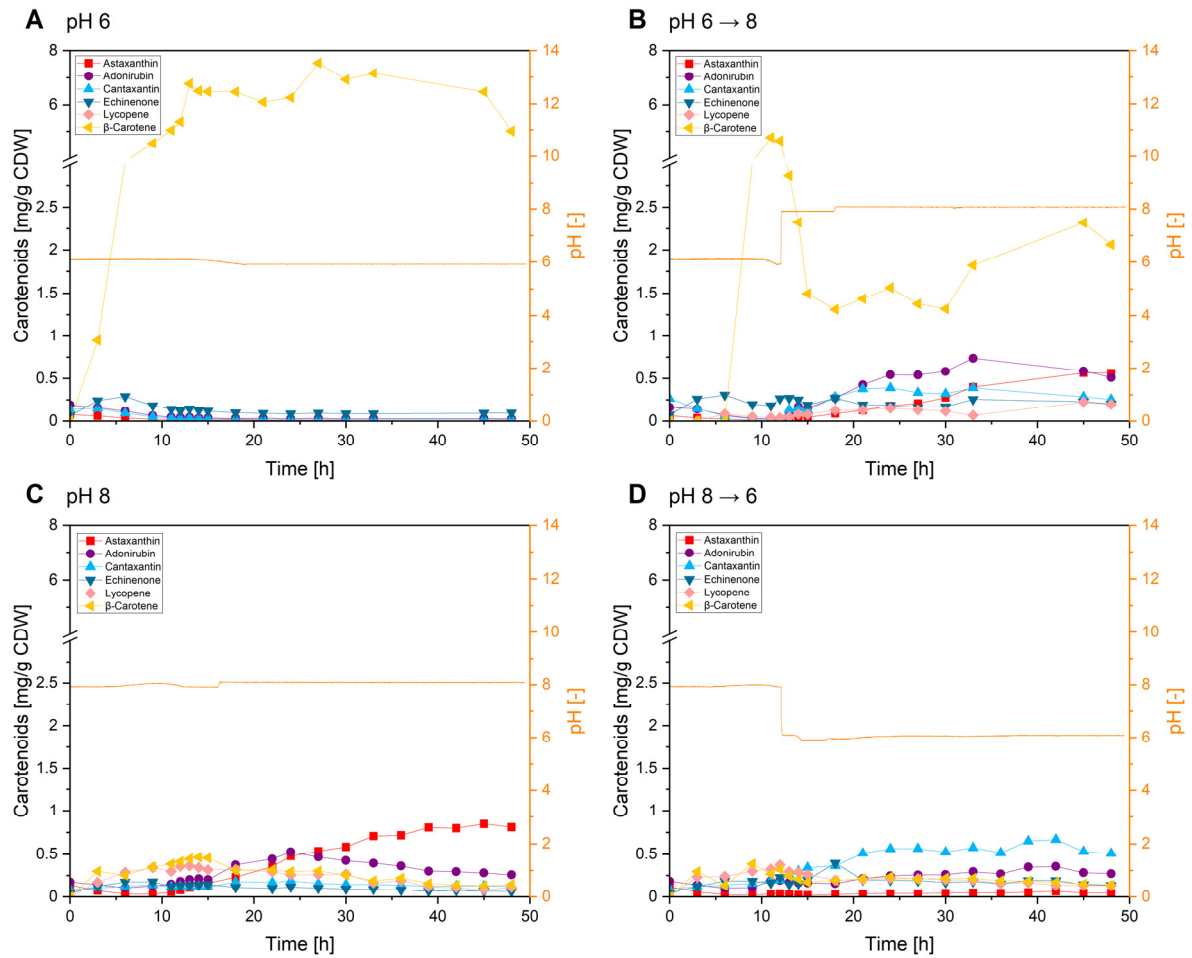 A pH 6
8
6
2.5
2
1.5
1
0.5
0
Carotenoids [mg/g CDW]
Astaxanthin
Adonirubin
Cantaxantin
Echinenone
Lycopene
β-Carotene
14
12
10
8
6
4
2
0
pH [-]
0 10 20 30 40 50
Time [h]
B pH 6 → 8
8
6
2.5
2
1.5
1
0.5
0
Carotenoids [mg/g CDW]
Astaxanthin
Adonirubin
Cantaxantin
Echinenone
Lycopene
β-Carotene
14
12
10
8
6
4
2
0
pH [-]
0 10 20 30 40 50
Time [h]
C pH 8
8
6
2.5
2
1.5
1
0.5
0
Carotenoids [mg/g CDW]
Astaxanthin
Adonirubin
Cantaxantin
Echinenone
Lycopene
β-Carotene
14
12
10
8
6
4
2
0
pH [-]
0 10 20 30 40 50
Time [h]
D pH 8 → 6
8
6
2.5
2
1.5
1
0.5
0
Carotenoids [mg/g CDW]
Astaxanthin
Adonirubin
Cantaxantin
Echinenone
Lycopene
β-Carotene
14
12
10
8
6
4
2
0
pH [-]
0 10 20 30 40 50
Time [h]